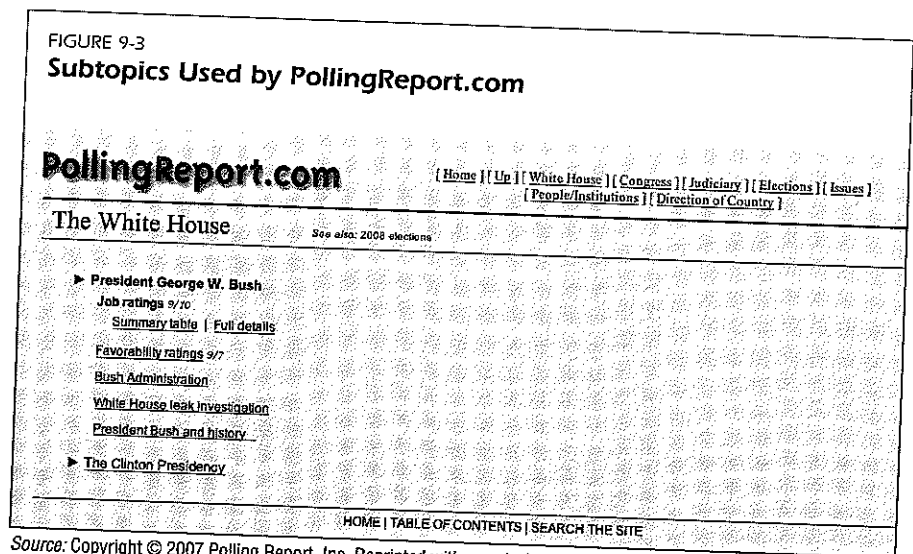 FIGURE 9-3
Subtopics Used by PollingReport.com
PollingReport.com
[ Home ] [ Up ] [ White House ] [ Congress ] [ Judiciary ] [ Elections ] [ Issues ]
[ People/Institutions ] [ Direction of Country ]
The White House
See also: 2008 elections
► President George W. Bush
Job ratings 9/10
Summary table | Full details
Favorability ratings 9/7
Bush Administration
White House leak investigation
President Bush and history
► The Clinton Presidency
HOME | TABLE OF CONTENTS | SEARCH THE SITE
Source: Copyright © 2007 Polling Report, Inc. Reprinted with